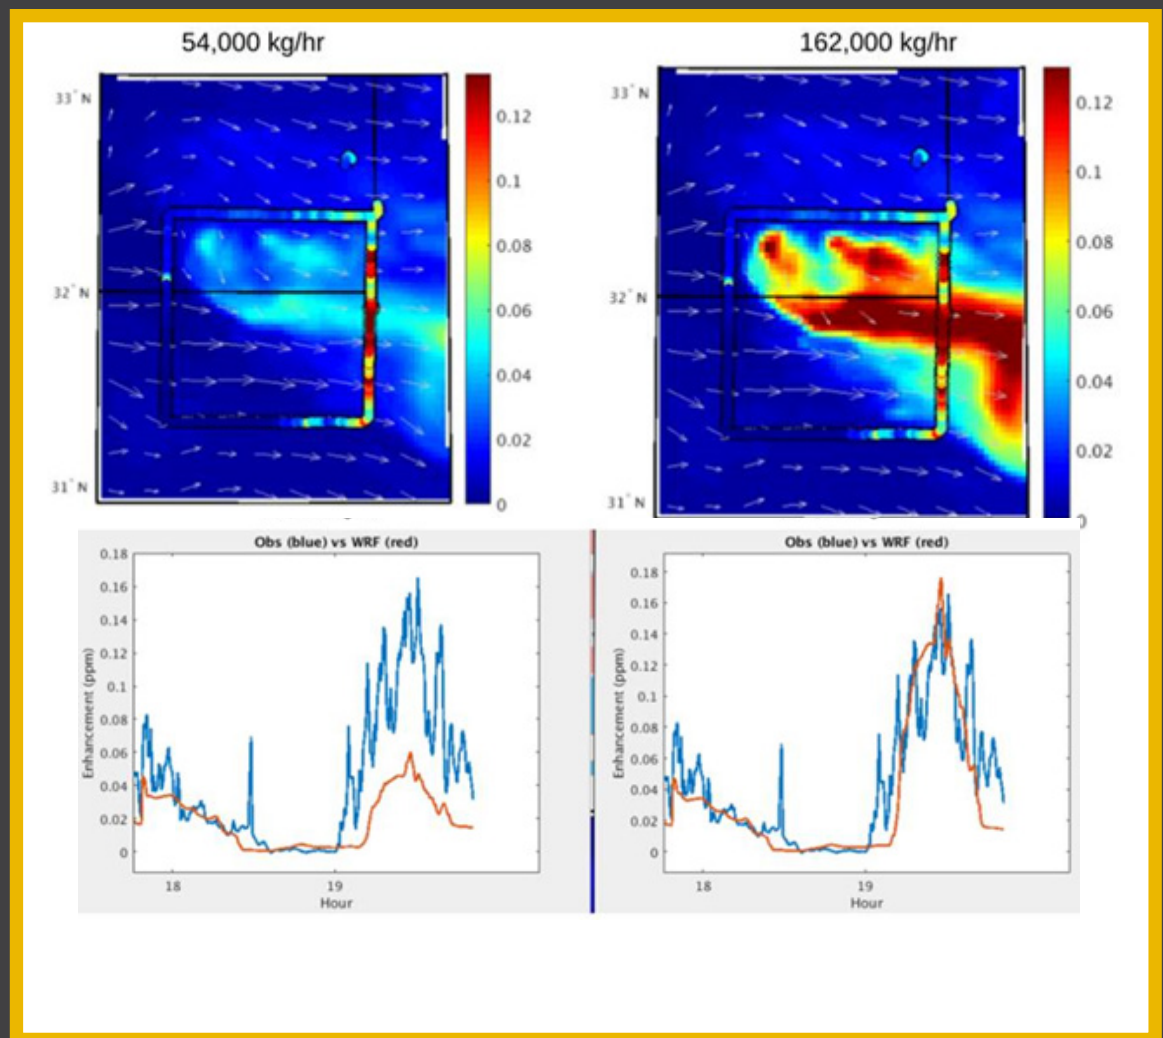 54,000 kg/hr
162,000 kg/hr
33°N
32°N
31°N
0.12
0.1
0.08
0.06
0.04
0.02
0
33°N
32°N
31°N
0.12
0.1
0.08
0.06
0.04
0.02
0
Obs (blue) vs WRF (red)
Enhancement (ppm)
0.18
0.16
0.14
0.12
0.1
0.08
0.06
0.04
0.02
0
18
19
Hour
Obs (blue) vs WRF (red)
Enhancement (ppm)
0.18
0.16
0.14
0.12
0.1
0.08
0.06
0.04
0.02
0
18
19
Hour